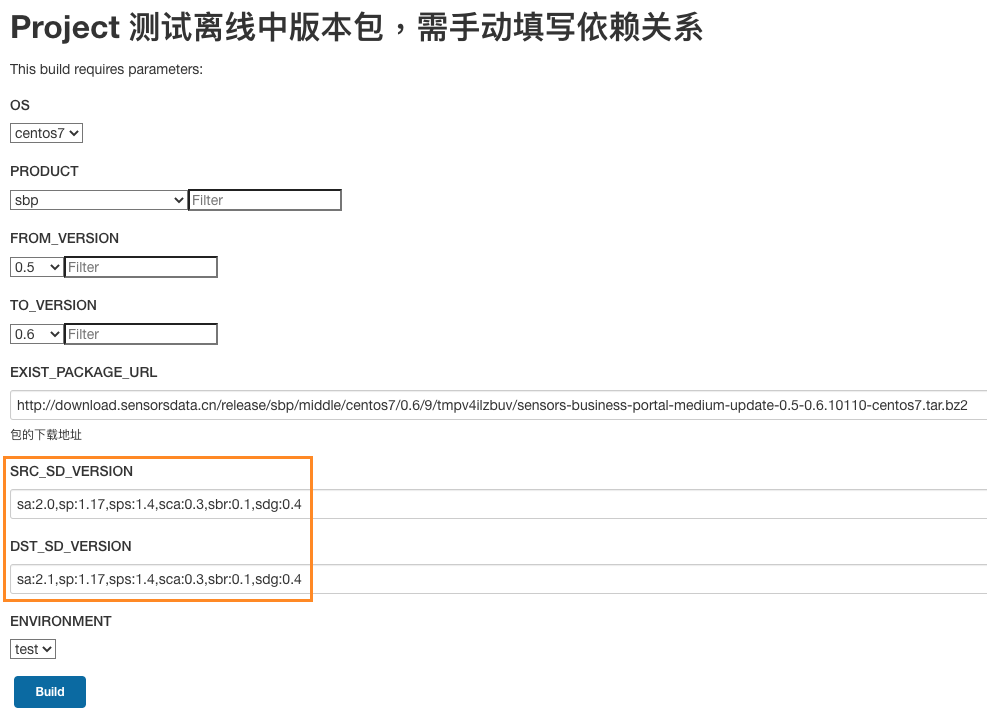 Project 测试离线中版本包，需手动填写依赖关系
This build requires parameters:
OS
centos7
PRODUCT
sbp Filter
FROM_VERSION
0.5 Filter
TO_VERSION
0.6 Filter
EXIST_PACKAGE_URL
http://download.sensorsdata.cn/release/sbp/middle/centos7/0.6/9/tmpv4ilzbuv/sensors-business-portal-medium-update-0.5-0.6.10110-centos7.tar.bz2
包的下载地址
SRC_SD_VERSION
sa:2.0,sp:1.17,sps:1.4,sca:0.3,sbr:0.1,sdg:0.4
DST_SD_VERSION
sa:2.1,sp:1.17,sps:1.4,sca:0.3,sbr:0.1,sdg:0.4
ENVIRONMENT
test
Build